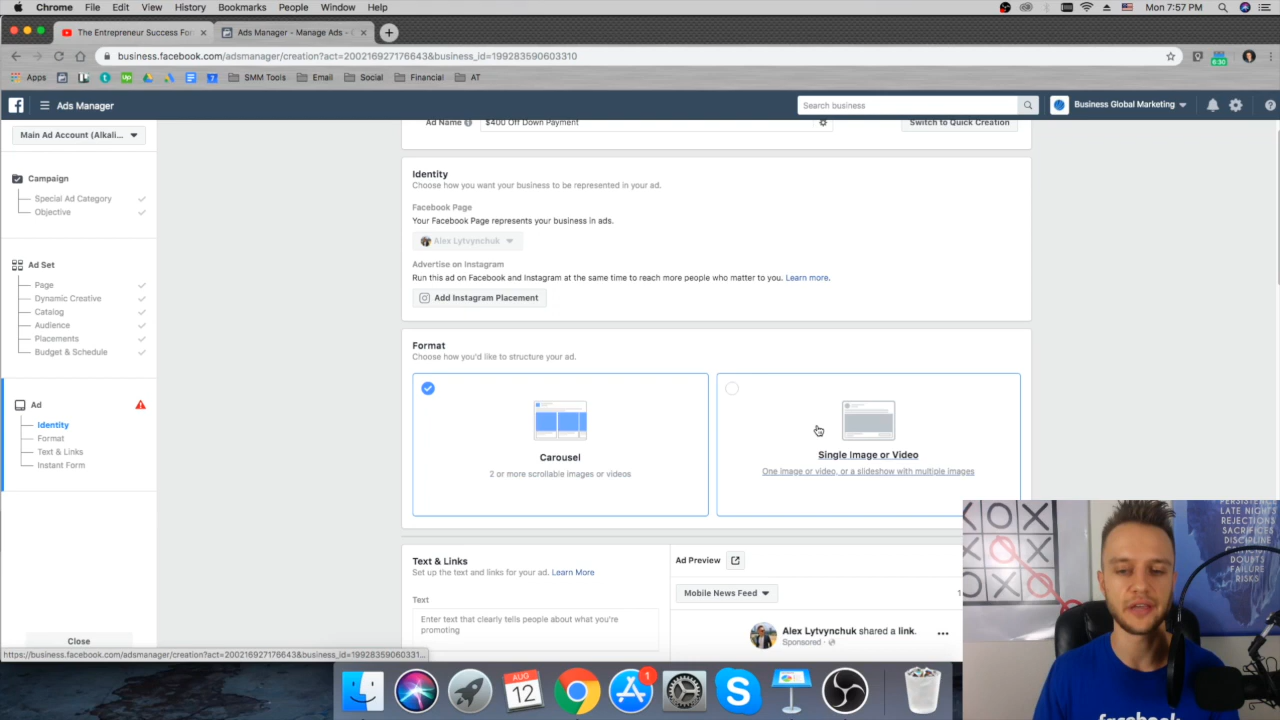 Chrome File Edit View History Bookmarks People Window Help
Mon 7:57 PM
The Entrepreneur Success For
Ads Manager - Manage Ads -
business.facebook.com/adsmanager/creation?act=200216927176643&business_id=199283590603310
6:30
Apps
Up
SMM Tools
Email
Social
Financial
AT
Ads Manager
Search business
Business Global Marketing
Main Ad Account (Alkali...
Ad Name
$400 Off Down Payment
Switch to Quick Creation
Campaign
Special Ad Category
Objective
Ad Set
Page
Dynamic Creative
Catalog
Audience
Placements
Budget & Schedule
Ad
Identity
Format
Text & Links
Instant Form
Close
Identity
Choose how you want your business to be represented in your ad.
Facebook Page
Your Facebook Page represents your business in ads.
Alex Lytvynchuk
Advertise on Instagram
Run this ad on Facebook and Instagram at the same time to reach more people who matter to you. Learn more.
Add Instagram Placement
Format
Choose how you'd like to structure your ad.
Carousel
2 or more scrollable images or videos
Single Image or Video
One image or video, or a slideshow with multiple images
Text & Links
Set up the text and links for your ad. Learn More
Text
Enter text that clearly tells people about what you're
promoting
Ad Preview
Mobile News Feed
1
Alex Lytvynchuk shared a link.
Sponsored
https://business.facebook.com/adsmanager/creation?act=200216927176643&business_id=19928359060331...
AUG
12
1
PERSISTENCE
LATE NIGHTS
REJECTIONS
SACRIFICES
DISCIPLINE
DOUBTS
FAILURE
RISKS
facebook